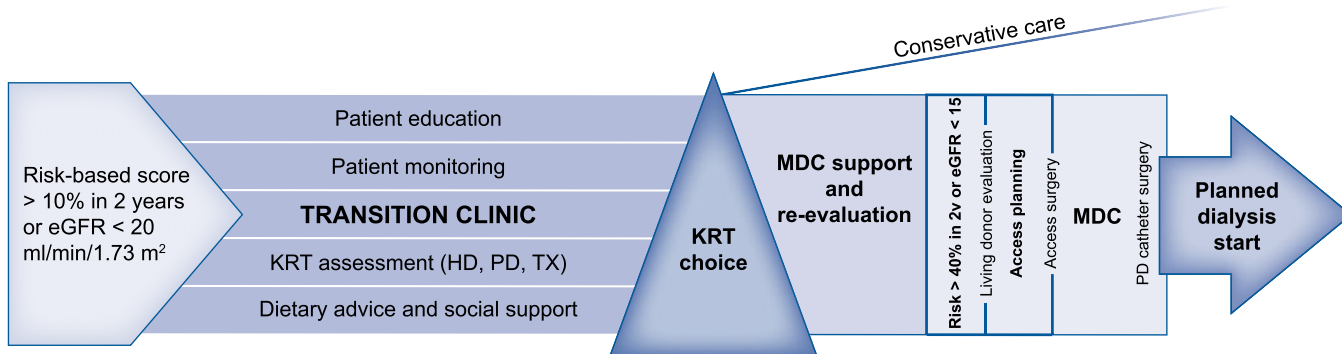 Risk-based score
> 10% in 2 years
or eGFR < 20
ml/min/1.73 m²
Patient education
Patient monitoring
TRANSITION CLINIC
KRT assessment (HD, PD, TX)
Dietary advice and social support
KRT
choice
Conservative care
MDC support
and
re-evaluation
Risk > 40% in 2v or eGFR < 15
Living donor evaluation
Access planning
Access surgery
MDC
PD catheter surgery
Planned
dialysis
start